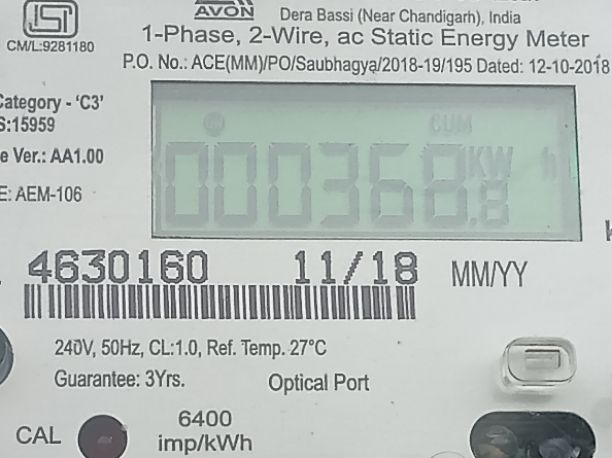 AVON
Dera Bassi (Near Chandigarh), India
CM/L:9281180
1-Phase, 2-Wire, ac Static Energy Meter
P.O. No.: ACE(MM)/PO/Saubhagya/2018-19/195 Dated: 12-10-2018
Category - 'C3'
S:15959
e Ver.: AA1.00
E: AEM-106
CUM
000368.8 KW h
4630160 11/18 MM/YY
240V, 50Hz, CL:1.0, Ref. Temp. 27°C
Guarantee: 3Yrs. Optical Port
CAL 6400
imp/kWh